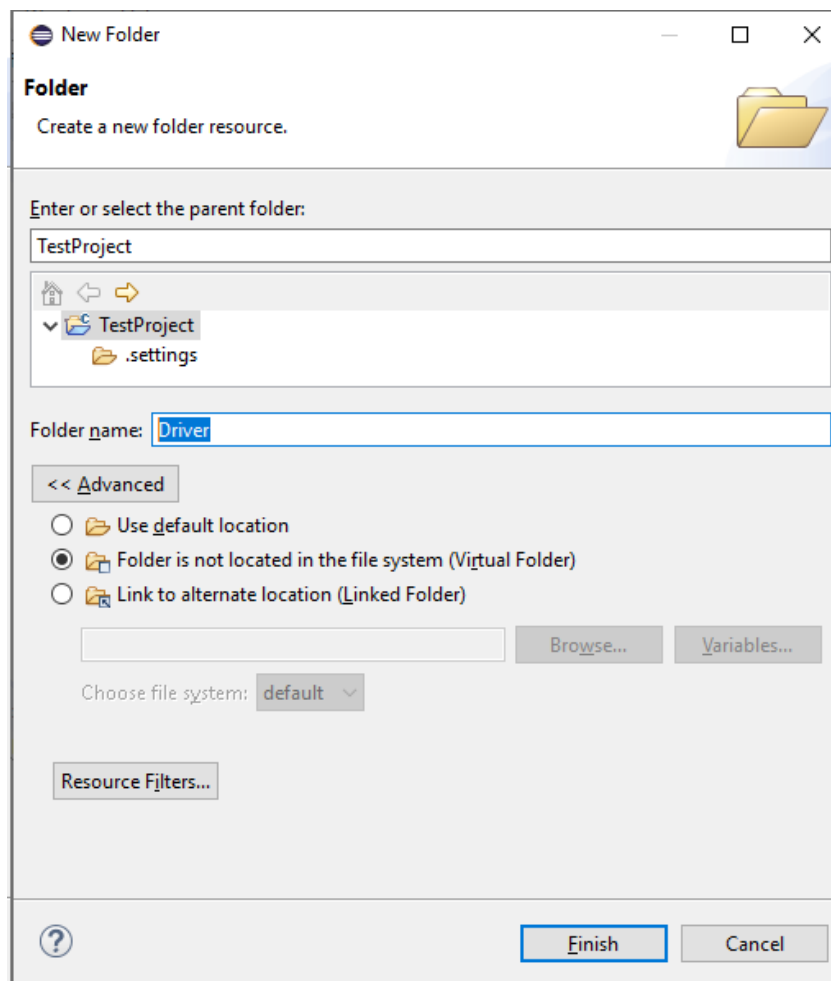 New Folder
Folder
Create a new folder resource.
Enter or select the parent folder:
TestProject
TestProject
.settings
Folder name: Driver
<< Advanced
Use default location
Folder is not located in the file system (Virtual Folder)
Link to alternate location (Linked Folder)
Browse... Variables...
Choose file system: default
Resource Filters...
? Finish Cancel